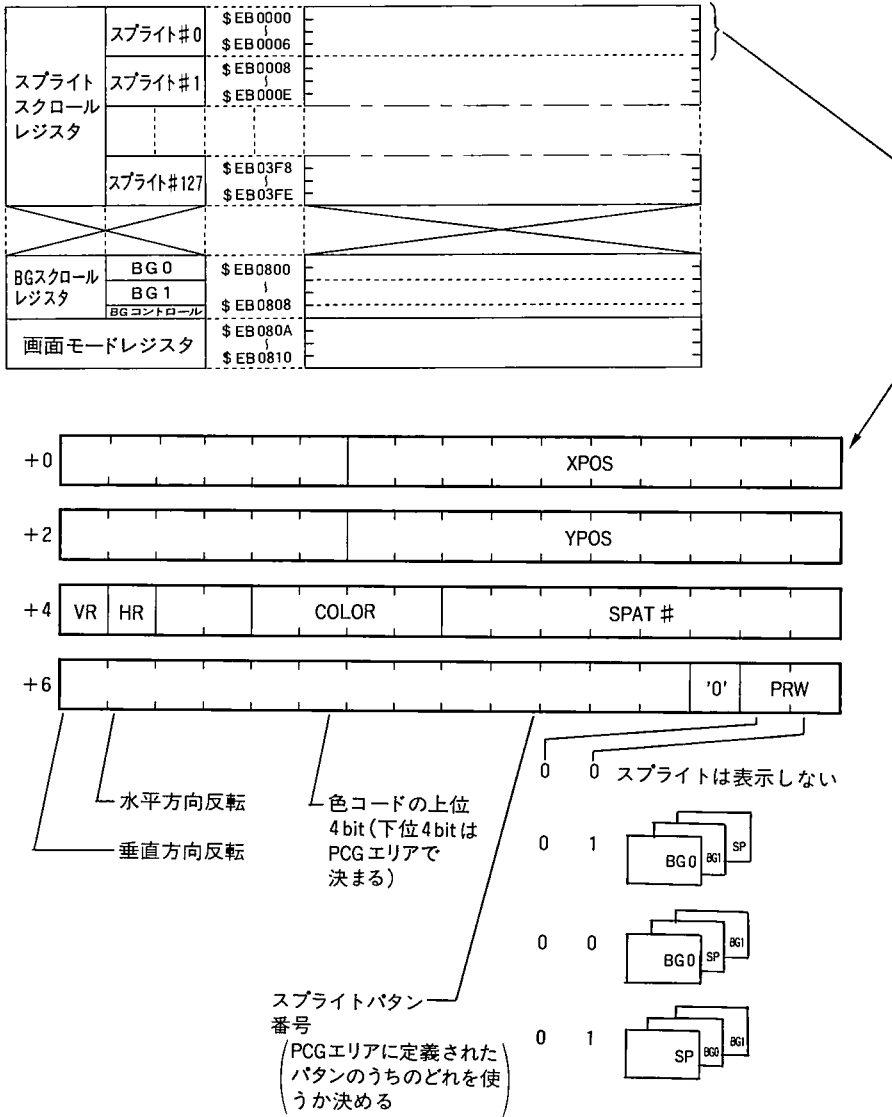 スプライト
スクロール
レジスタ
スプライト#0
$EB0000
〜
$EB0006
スプライト#1
$EB0008
〜
$EB000E
スプライト#127
$EB03F8
〜
$EB03FE
BGスクロール
レジスタ
BG0
BG1
BGコントロール
$EB0800
〜
$EB0808
画面モードレジスタ
$EB080A
〜
$EB0810
+0 XPOS
+2 YPOS
+4 VR HR COLOR SPAT#
+6 '0' PRW
水平方向反転
垂直方向反転
色コードの上位
4bit(下位4bitは
PCGエリアで
決まる)
スプライトパタン
番号
(PCGエリアに定義された
パタンのうちのどれを使
うか決める
)
0 0 スプライトは表示しない
0 1 BG0 BG1 SP
0 0 BG0 SP BG1
0 1 SP BG0 BG1